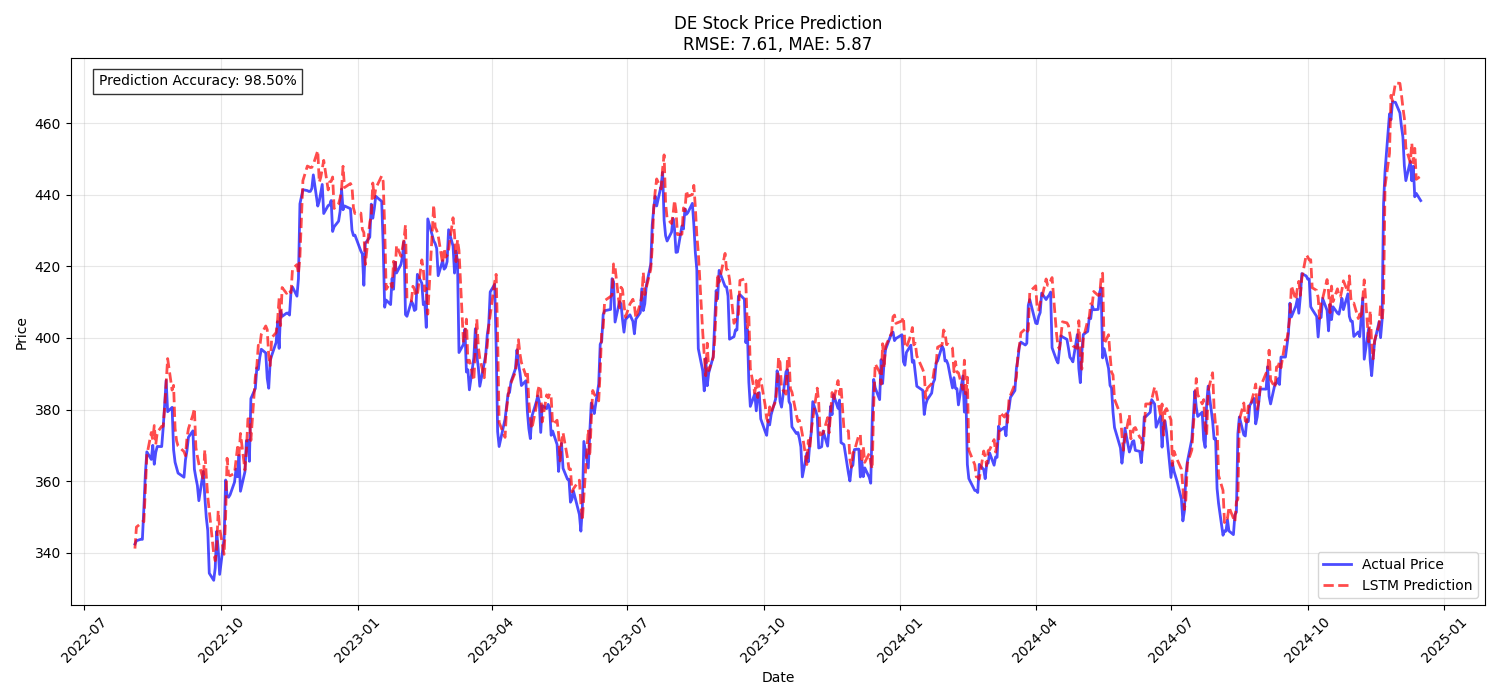 DE Stock Price Prediction
RMSE: 7.61, MAE: 5.87
Prediction Accuracy: 98.50%
Price
460
440
420
400
380
360
340
Actual Price
LSTM Prediction
2022-07
2022-10
2023-01
2023-04
2023-07
2023-10
2024-01
2024-04
2024-07
2024-10
2025-01
Date